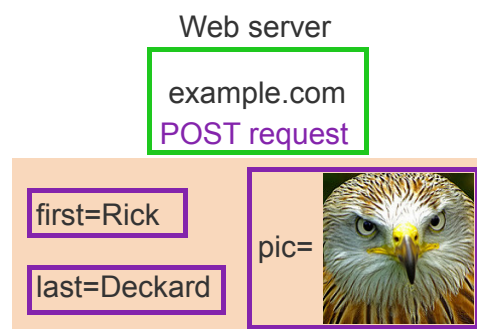 Web server
example.com
POST request
first=Rick
pic=
last=Deckard